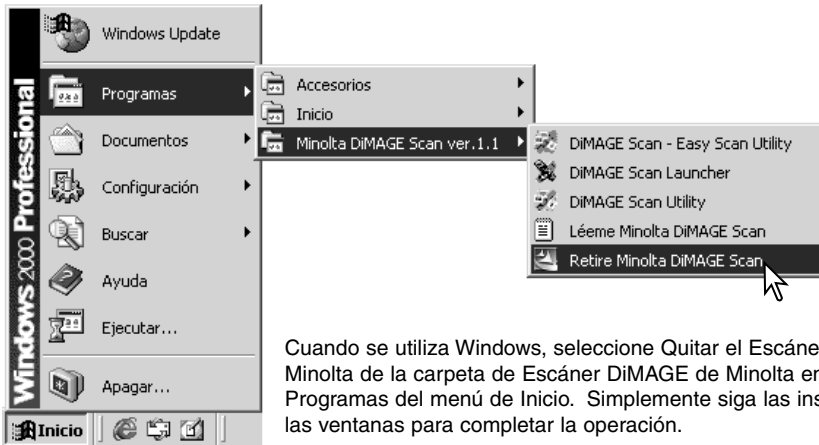 Windows 2000 Professional
Windows Update
Programas
Documentos
Configuración
Buscar
Ayuda
Ejecutar...
Apagar...
Inicio
Accesorios
Inicio
Minolta DiMAGE Scan ver.1.1
DiMAGE Scan - Easy Scan Utility
DiMAGE Scan Launcher
DiMAGE Scan Utility
Léeme Minolta DiMAGE Scan
Retire Minolta DiMAGE Scan
Cuando se utiliza Windows, seleccione Quitar el Escáne
Minolta de la carpeta de Escáner DiMAGE de Minolta en
Programas del menú de Inicio. Simplemente siga las ins
las ventanas para completar la operación.